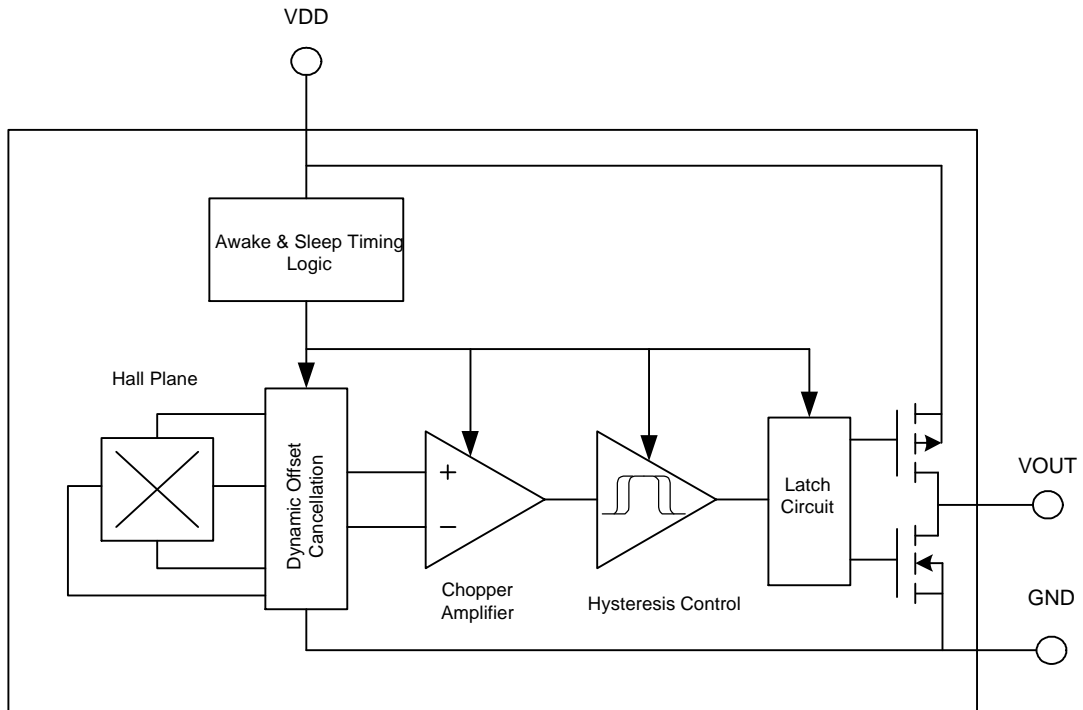 VDD
Awake & Sleep Timing
Logic
Hall Plane
Dynamic Offset
Cancellation
+
−
Chopper
Amplifier
Hysteresis Control
Latch
Circuit
VOUT
GND